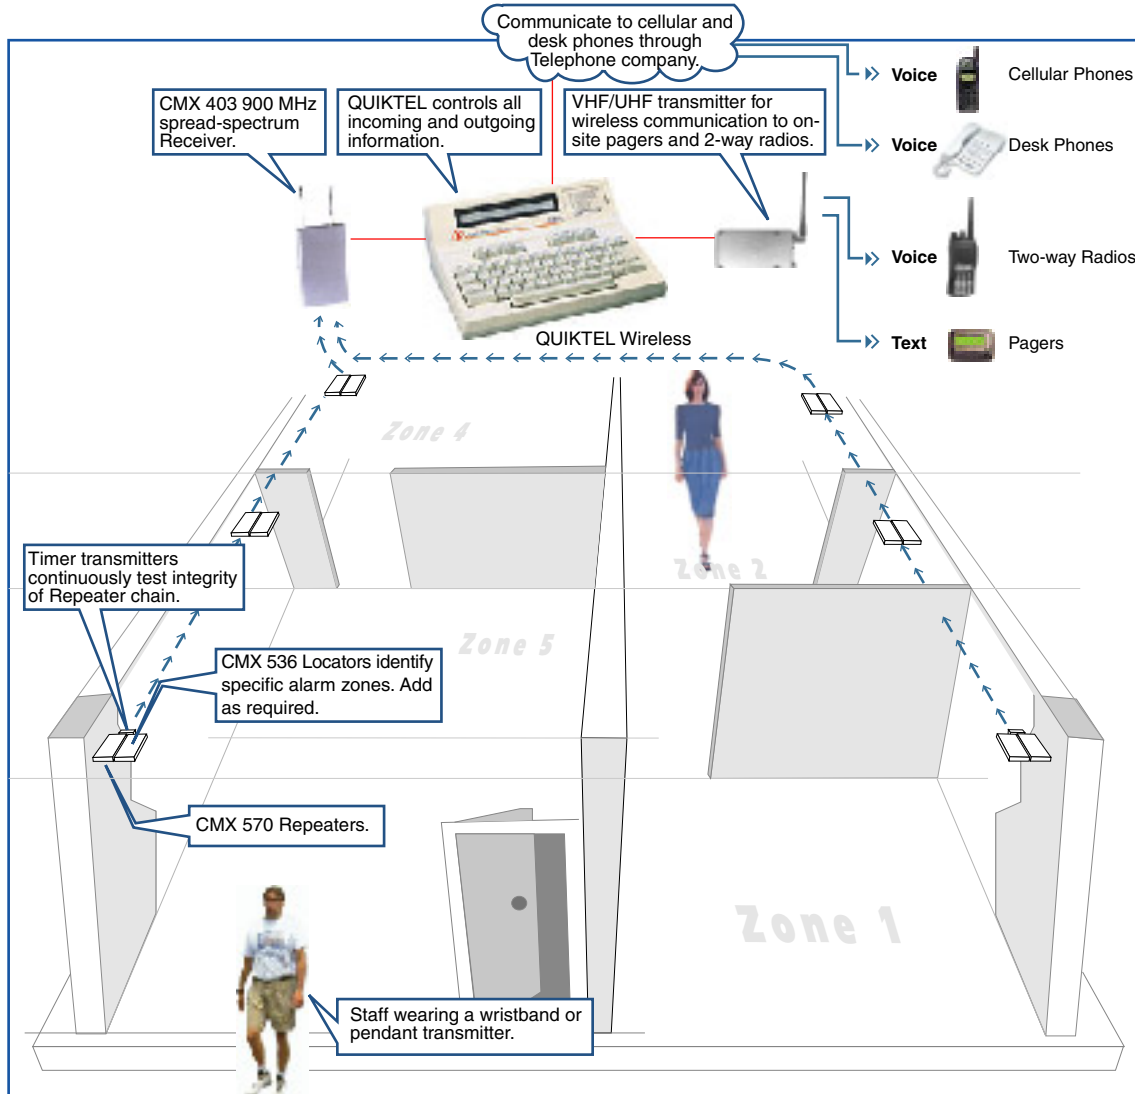 Communicate to cellular and
desk phones through
Telephone company.
Voice
Cellular Phones
CMX 403 900 MHz
spread-spectrum
Receiver.
QUIKTEL controls all
incoming and outgoing
information.
VHF/UHF transmitter for
wireless communication to on-
site pagers and 2-way radios.
Voice
Desk Phones
Voice
Two-way Radios
Text
Pagers
QUIKTEL Wireless
Zone 4
Zone 2
Timer transmitters
continuously test integrity
of Repeater chain.
Zone 5
CMX 536 Locators identify
specific alarm zones. Add
as required.
CMX 570 Repeaters.
Zone 1
Staff wearing a wristband or
pendant transmitter.